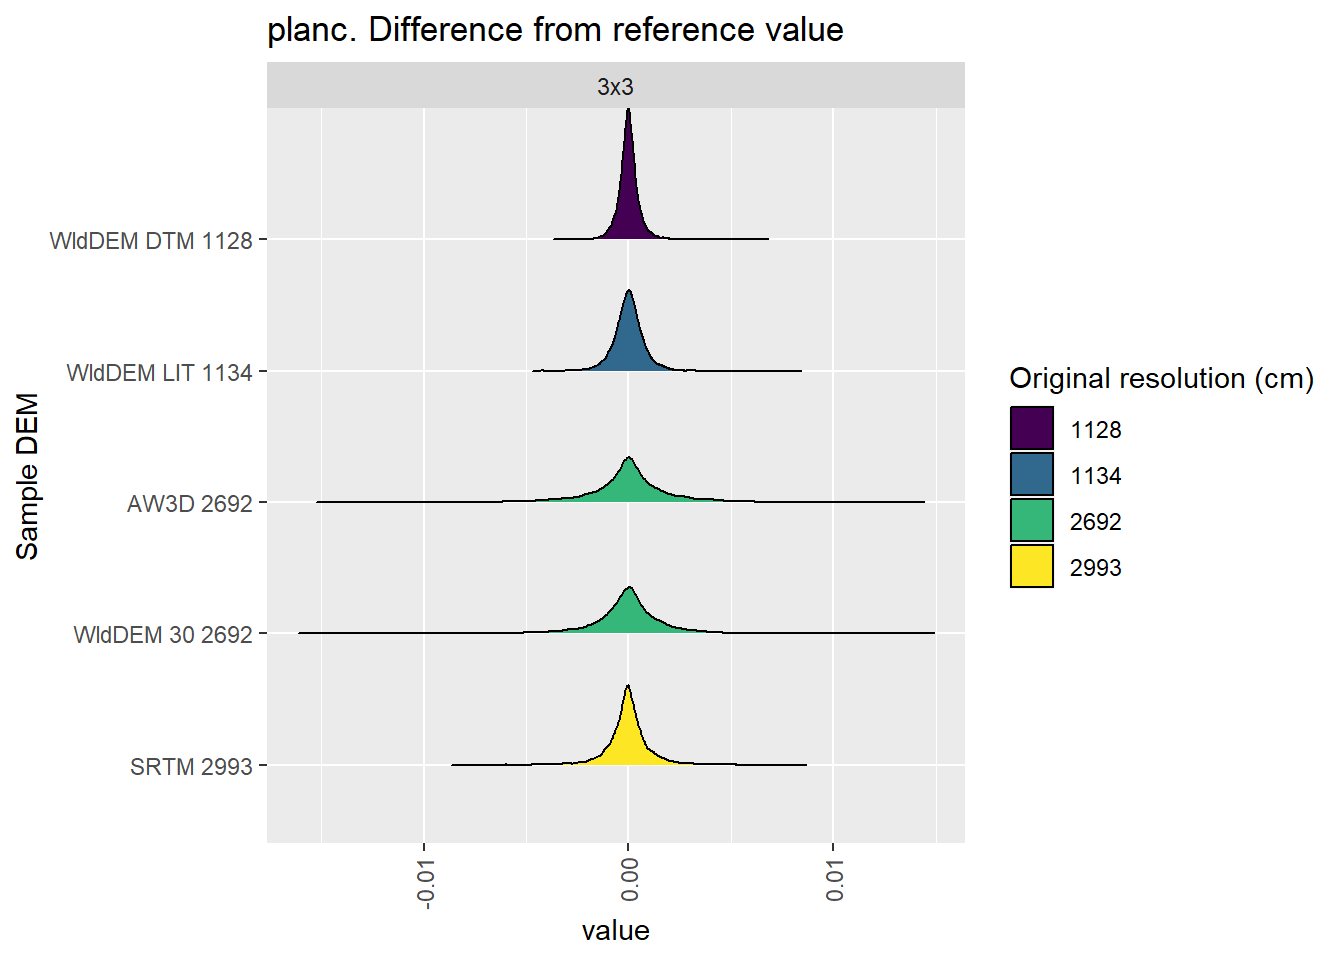 planc. Difference from reference value
3x3
WldDEM DTM 1128
WldDEM LIT 1134
AW3D 2692
WldDEM 30 2692
SRTM 2993
Sample DEM
-0.01
0.00
0.01
value
Original resolution (cm)
1128
1134
2692
2993